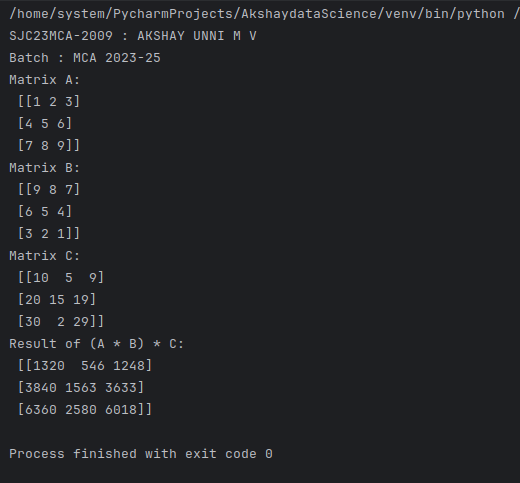 /home/system/PycharmProjects/AkshaydataScience/venv/bin/python /
SJC23MCA-2009 : AKSHAY UNNI M V
Batch : MCA 2023-25
Matrix A:
 [[1 2 3]
 [4 5 6]
 [7 8 9]]
Matrix B:
 [[9 8 7]
 [6 5 4]
 [3 2 1]]
Matrix C:
 [[10  5  9]
 [20 15 19]
 [30  2 29]]
Result of (A * B) * C:
 [[1320  546 1248]
 [3840 1563 3633]
 [6360 2580 6018]]
Process finished with exit code 0